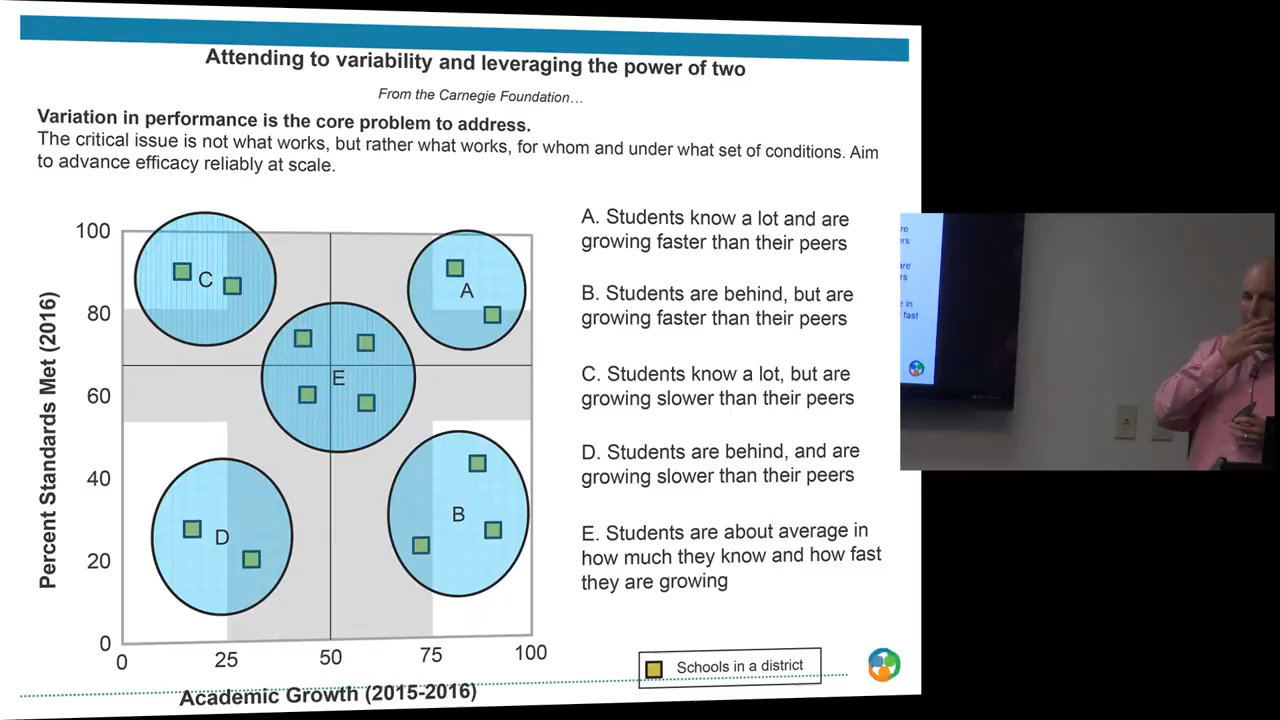 Attending to variability and leveraging the power of two
From the Carnegie Foundation…
Variation in performance is the core problem to address.
The critical issue is not what works, but rather what works, for whom and under what set of conditions. Aim
to advance efficacy reliably at scale.
Percent Standards Met (2016)
100
80
60
40
20
0
C
A
E
D
B
0
25
50
75
100
Academic Growth (2015-2016)
A. Students know a lot and are
growing faster than their peers
B. Students are behind, but are
growing faster than their peers
C. Students know a lot, but are
growing slower than their peers
D. Students are behind, and are
growing slower than their peers
E. Students are about average in
how much they know and how fast
they are growing
Schools in a district
re
ers
are
rs
e in
fast